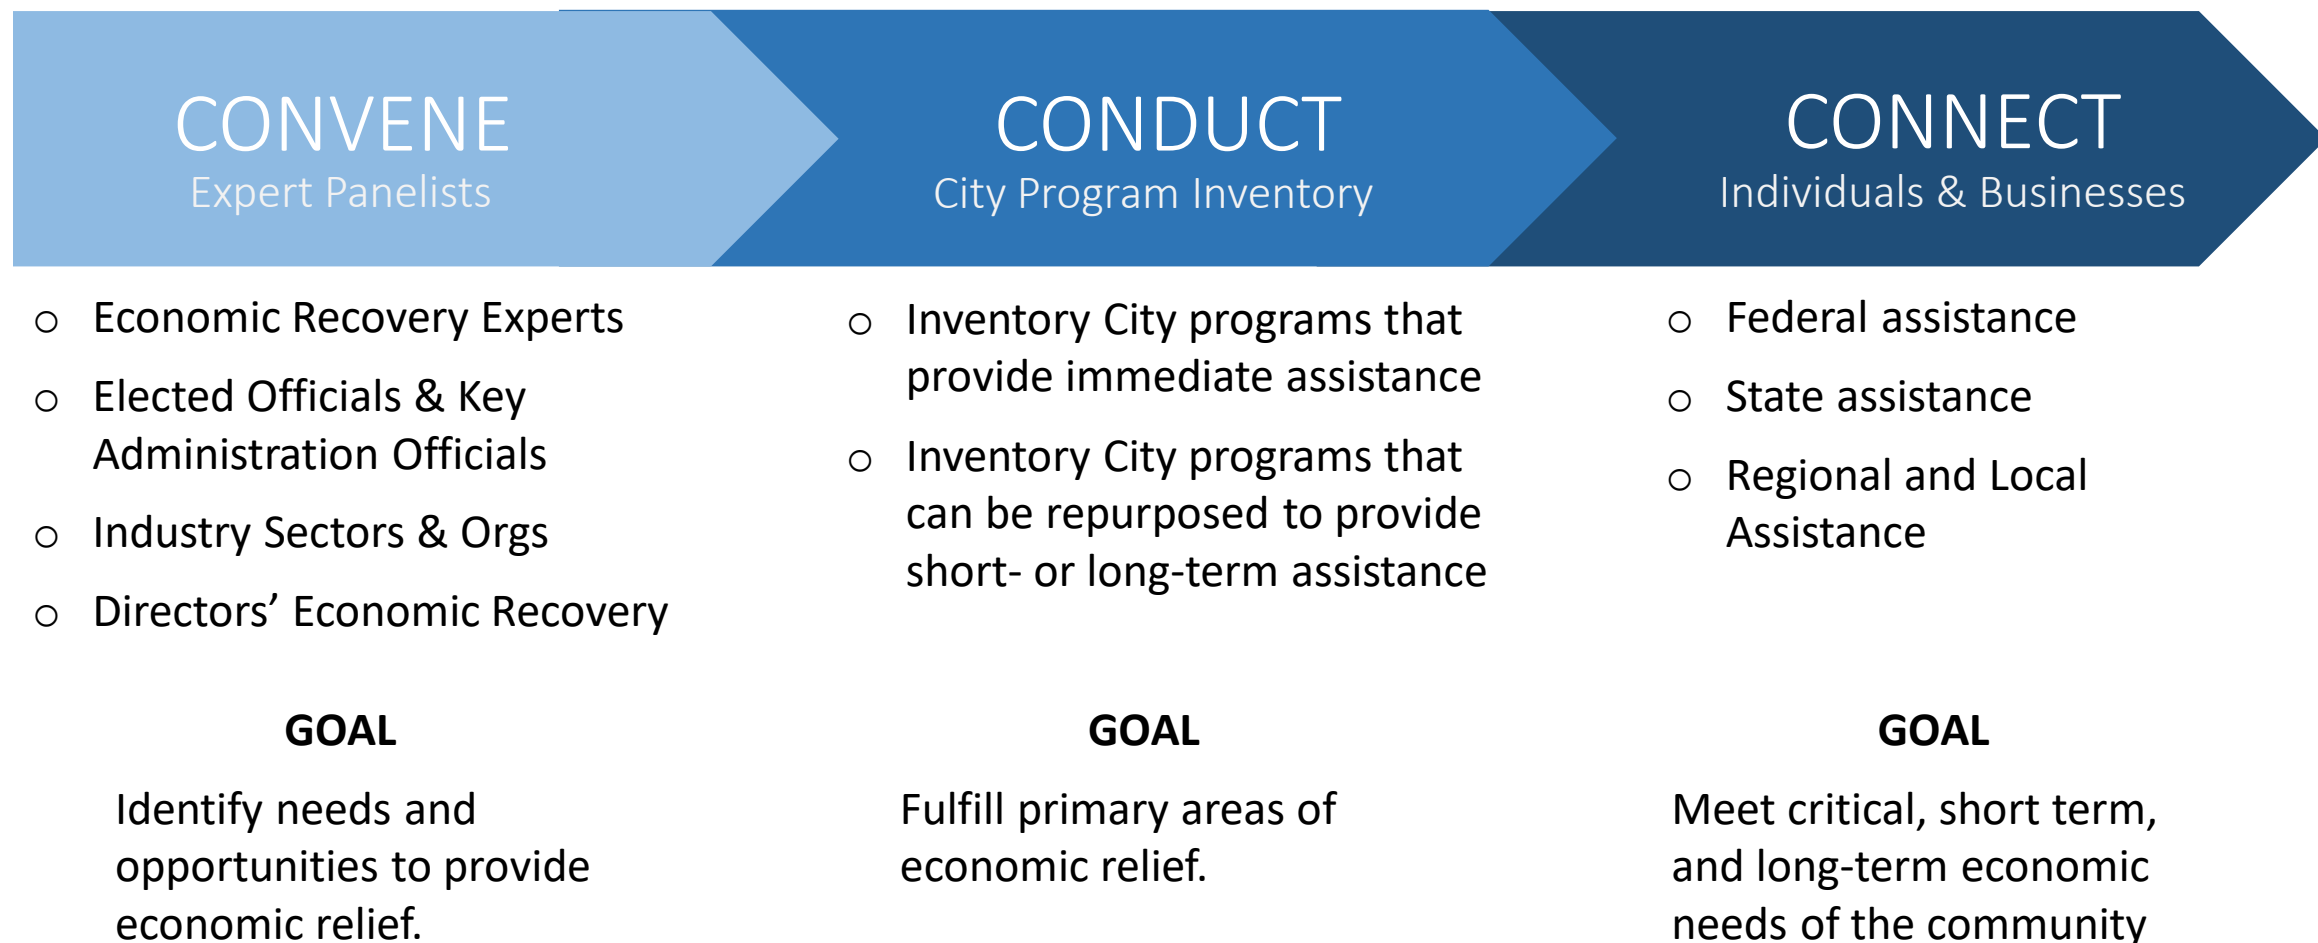 CONVENE
Expert Panelists
CONDUCT
City Program Inventory
CONNECT
Individuals & Businesses
o Economic Recovery Experts
o Elected Officials & Key
Administration Officials
o Industry Sectors & Orgs
o Directors’ Economic Recovery
GOAL
Identify needs and
opportunities to provide
economic relief.
o Inventory City programs that
provide immediate assistance
o Inventory City programs that
can be repurposed to provide
short- or long-term assistance
GOAL
Fulfill primary areas of
economic relief.
o Federal assistance
o State assistance
o Regional and Local
Assistance
GOAL
Meet critical, short term,
and long-term economic
needs of the community